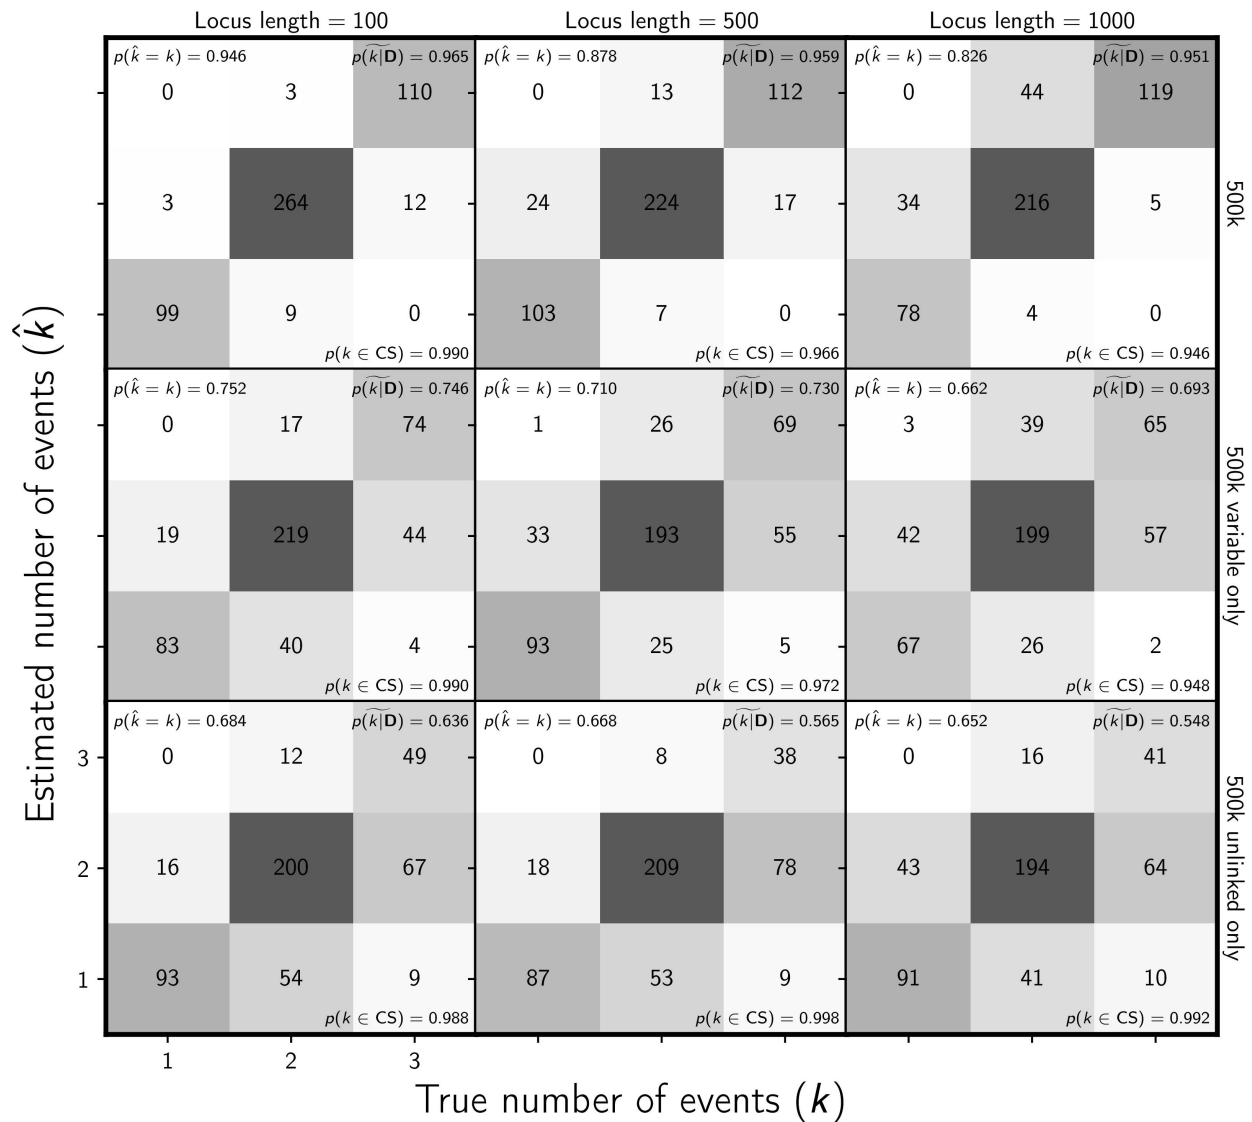 Locus length = 100
Locus length = 500
Locus length = 1000
p(k̂ = k) = 0.946
p(k|D) = 0.965
p(k̂ = k) = 0.878
p(k|D) = 0.959
p(k̂ = k) = 0.826
p(k|D) = 0.951
0 3 110 0 13 112 0 44 119
3 264 12 24 224 17 34 216 5
99 9 0 103 7 0 78 4 0
p(k ∈ CS) = 0.990
p(k ∈ CS) = 0.966
p(k ∈ CS) = 0.946
500k
p(k̂ = k) = 0.752
p(k|D) = 0.746
p(k̂ = k) = 0.710
p(k|D) = 0.730
p(k̂ = k) = 0.662
p(k|D) = 0.693
0 17 74 1 26 69 3 39 65
19 219 44 33 193 55 42 199 57
83 40 4 93 25 5 67 26 2
p(k ∈ CS) = 0.990
p(k ∈ CS) = 0.972
p(k ∈ CS) = 0.948
500k variable only
p(k̂ = k) = 0.684
p(k|D) = 0.636
p(k̂ = k) = 0.668
p(k|D) = 0.565
p(k̂ = k) = 0.652
p(k|D) = 0.548
3 0 12 49 0 8 38 0 16 41
2 16 200 67 18 209 78 43 194 64
1 93 54 9 87 53 9 91 41 10
p(k ∈ CS) = 0.988
p(k ∈ CS) = 0.998
p(k ∈ CS) = 0.992
500k unlinked only
1 2 3
Estimated number of events (k̂)
True number of events (k)